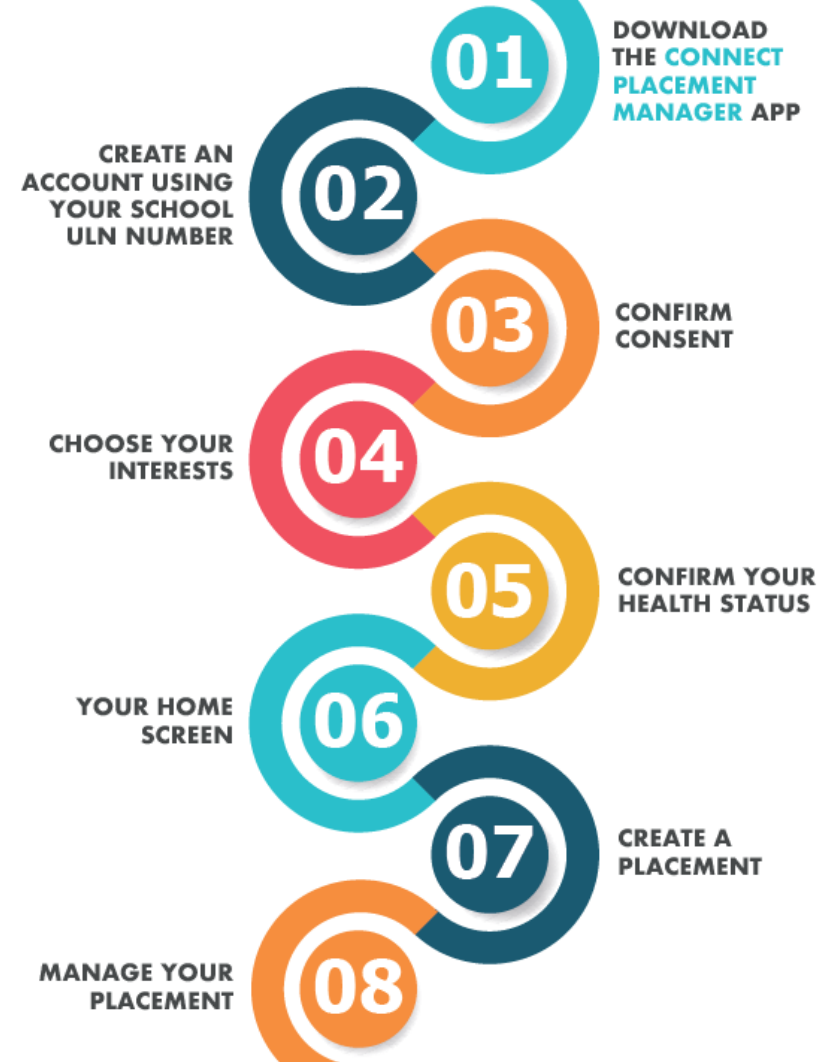 01
DOWNLOAD
THE CONNECT
PLACEMENT
MANAGER APP
02
CREATE AN
ACCOUNT USING
YOUR SCHOOL
ULN NUMBER
03
CONFIRM
CONSENT
04
CHOOSE YOUR
INTERESTS
05
CONFIRM YOUR
HEALTH STATUS
06
YOUR HOME
SCREEN
07
CREATE A
PLACEMENT
08
MANAGE YOUR
PLACEMENT